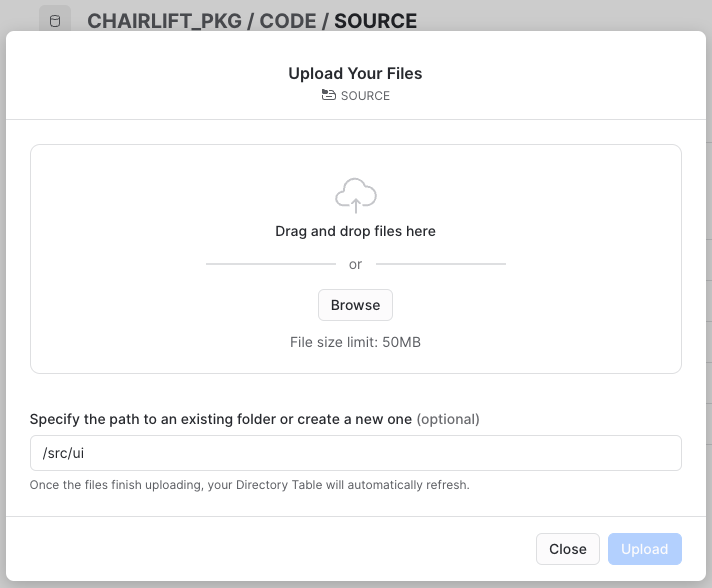 CHAIRLIFT_PKG / CODE / SOURCE
Upload Your Files
SOURCE
Drag and drop files here
or
Browse
File size limit: 50MB
Specify the path to an existing folder or create a new one (optional)
/src/ui
Once the files finish uploading, your Directory Table will automatically refresh.
Close
Upload